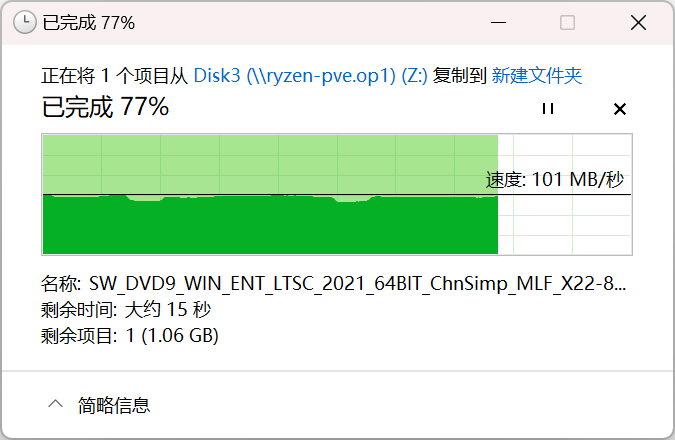 已完成 77%
正在将 1 个项目从 Disk3 (\\ryzen-pve.op1) (Z:) 复制到 新建文件夹
已完成 77%
速度: 101 MB/秒
名称: SW_DVD9_WIN_ENT_LTSC_2021_64BIT_ChnSimp_MLF_X22-8...
剩余时间: 大约 15 秒
剩余项目: 1 (1.06 GB)
简略信息